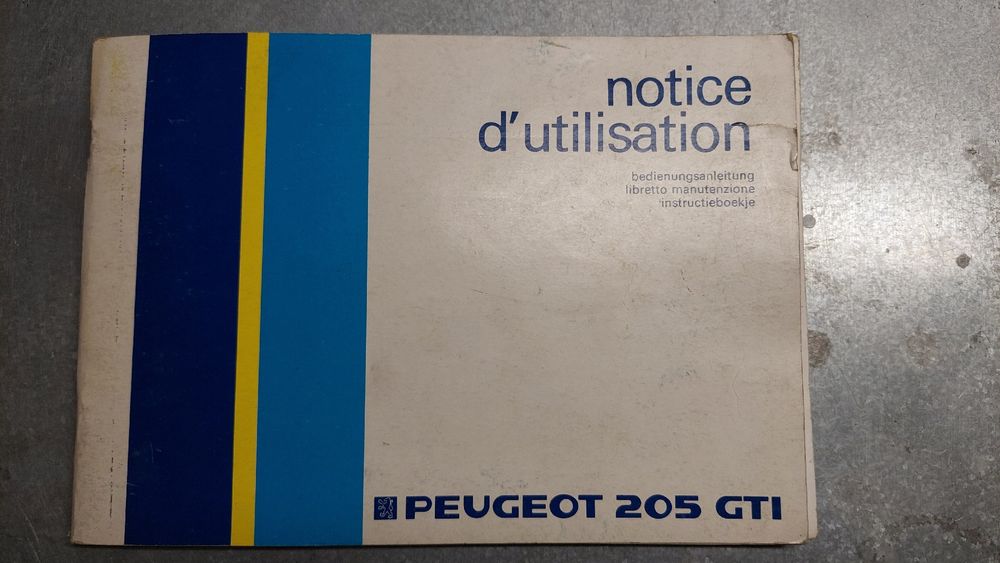 notice
d'utilisation
bedienungsanleitung
libretto manutenzione
instructieboekje
PEUGEOT 205 GTI